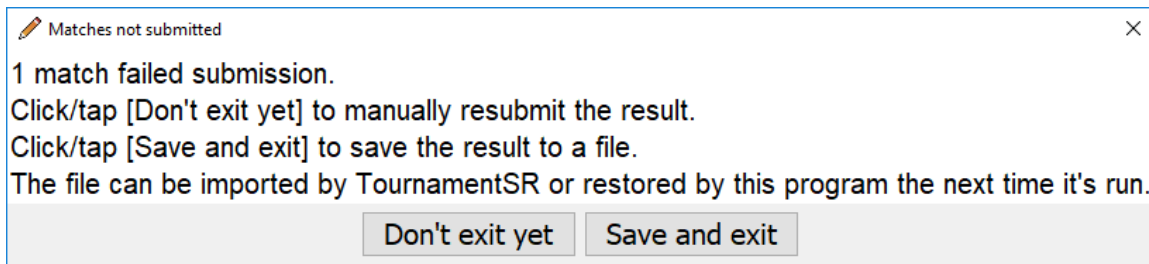 Matches not submitted
1 match failed submission.
Click/tap [Don't exit yet] to manually resubmit the result.
Click/tap [Save and exit] to save the result to a file.
The file can be imported by TournamentSR or restored by this program the next time it's run.
Don't exit yet
Save and exit